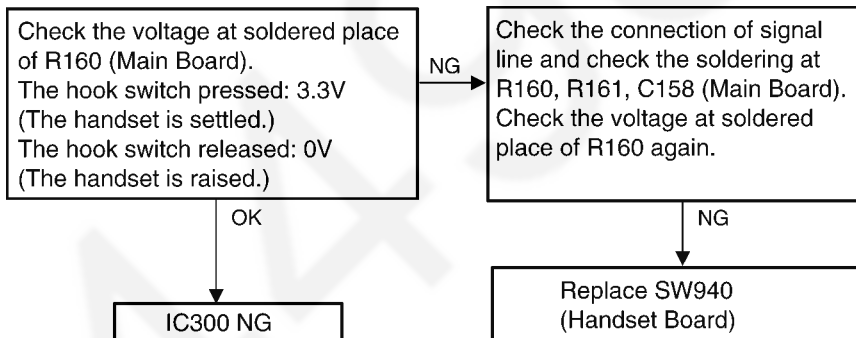 Check the voltage at soldered place
of R160 (Main Board).
The hook switch pressed: 3.3V
(The handset is settled.)
The hook switch released: 0V
(The handset is raised.)
NG
Check the connection of signal
line and check the soldering at
R160, R161, C158 (Main Board).
Check the voltage at soldered
place of R160 again.
OK
NG
IC300 NG
Replace SW940
(Handset Board)